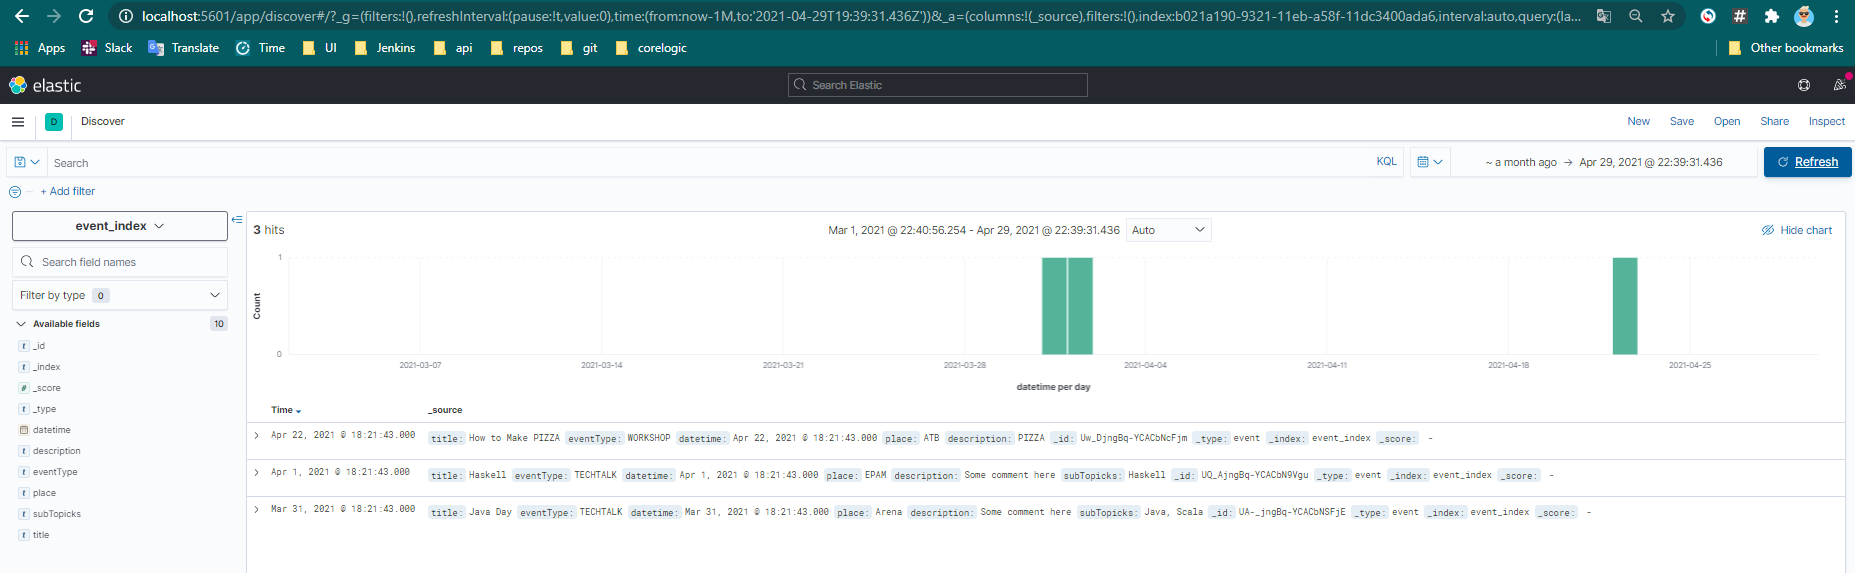 localhost:5601/app/discover#/?_g=(filters:!(),refreshInterval:(pause:!t,value:0),time:(from:now-1M,to:'2021-04-29T19:39:31.436Z'))&_a=(columns:!(_source),filters:!(),index:b021a190-9321-11eb-a58f-11dc3400ada6,interval:auto,query:(la...
Apps Slack Translate Time UI Jenkins api repos git corelogic Other bookmarks
elastic Search Elastic
D Discover New Save Open Share Inspect
Search KQL ~ a month ago → Apr 29, 2021 @ 22:39:31.436 Refresh
+ Add filter
event_index
3 hits Mar 1, 2021 @ 22:40:56.254 - Apr 29, 2021 @ 22:39:31.436 Auto Hide chart
Search field names
Filter by type 0
Available fields 10
t _id
t _index
# _score
t _type
datetime
t description
t eventType
t place
t subTopicks
t title
Count
1
0
2021-03-07 2021-03-14 2021-03-21 2021-03-28 2021-04-04 2021-04-11 2021-04-18 2021-04-25
datetime per day
Time _source
Apr 22, 2021 @ 18:21:43.000 title: How to Make PIZZA eventType: WORKSHOP datetime: Apr 22, 2021 @ 18:21:43.000 place: ATB description: PIZZA _id: Uw_DjngBq-YCACbNcFjm _type: event _index: event_index _score: -
Apr 1, 2021 @ 18:21:43.000 title: Haskell eventType: TECHTALK datetime: Apr 1, 2021 @ 18:21:43.000 place: EPAM description: Some comment here subTopicks: Haskell _id: UQ_AjngBq-YCACbN9Vgu _type: event _index: event_index _score: -
Mar 31, 2021 @ 18:21:43.000 title: Java Day eventType: TECHTALK datetime: Mar 31, 2021 @ 18:21:43.000 place: Arena description: Some comment here subTopicks: Java, Scala _id: UA-_jngBq-YCACbNSFjE _type: event _index: event_index _score: -